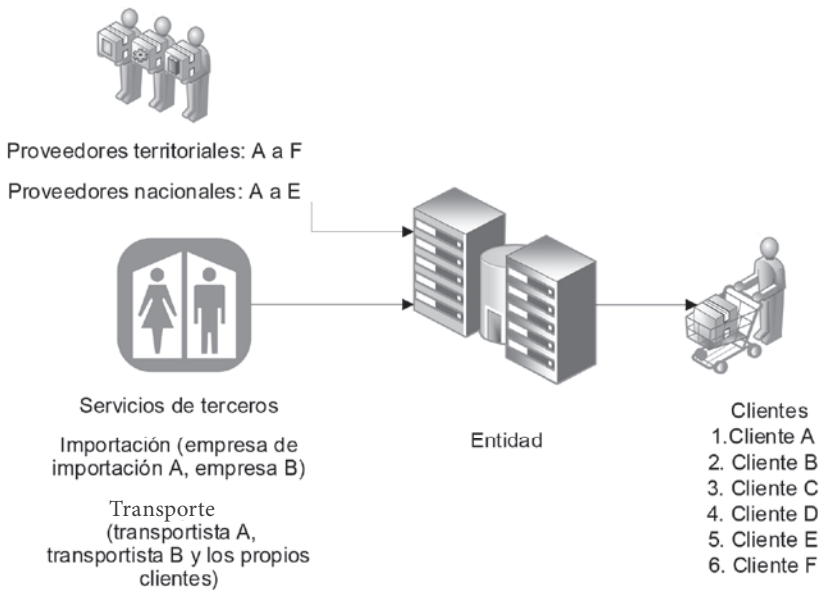 Proveedores territoriales: A a F
Proveedores nacionales: A a E
Servicios de terceros
Importación (empresa de
importación A, empresa B)
Transporte
(transportista A,
transportista B y los propios
clientes)
Entidad
Clientes
1.Cliente A
2. Cliente B
3. Cliente C
4. Cliente D
5. Cliente E
6. Cliente F